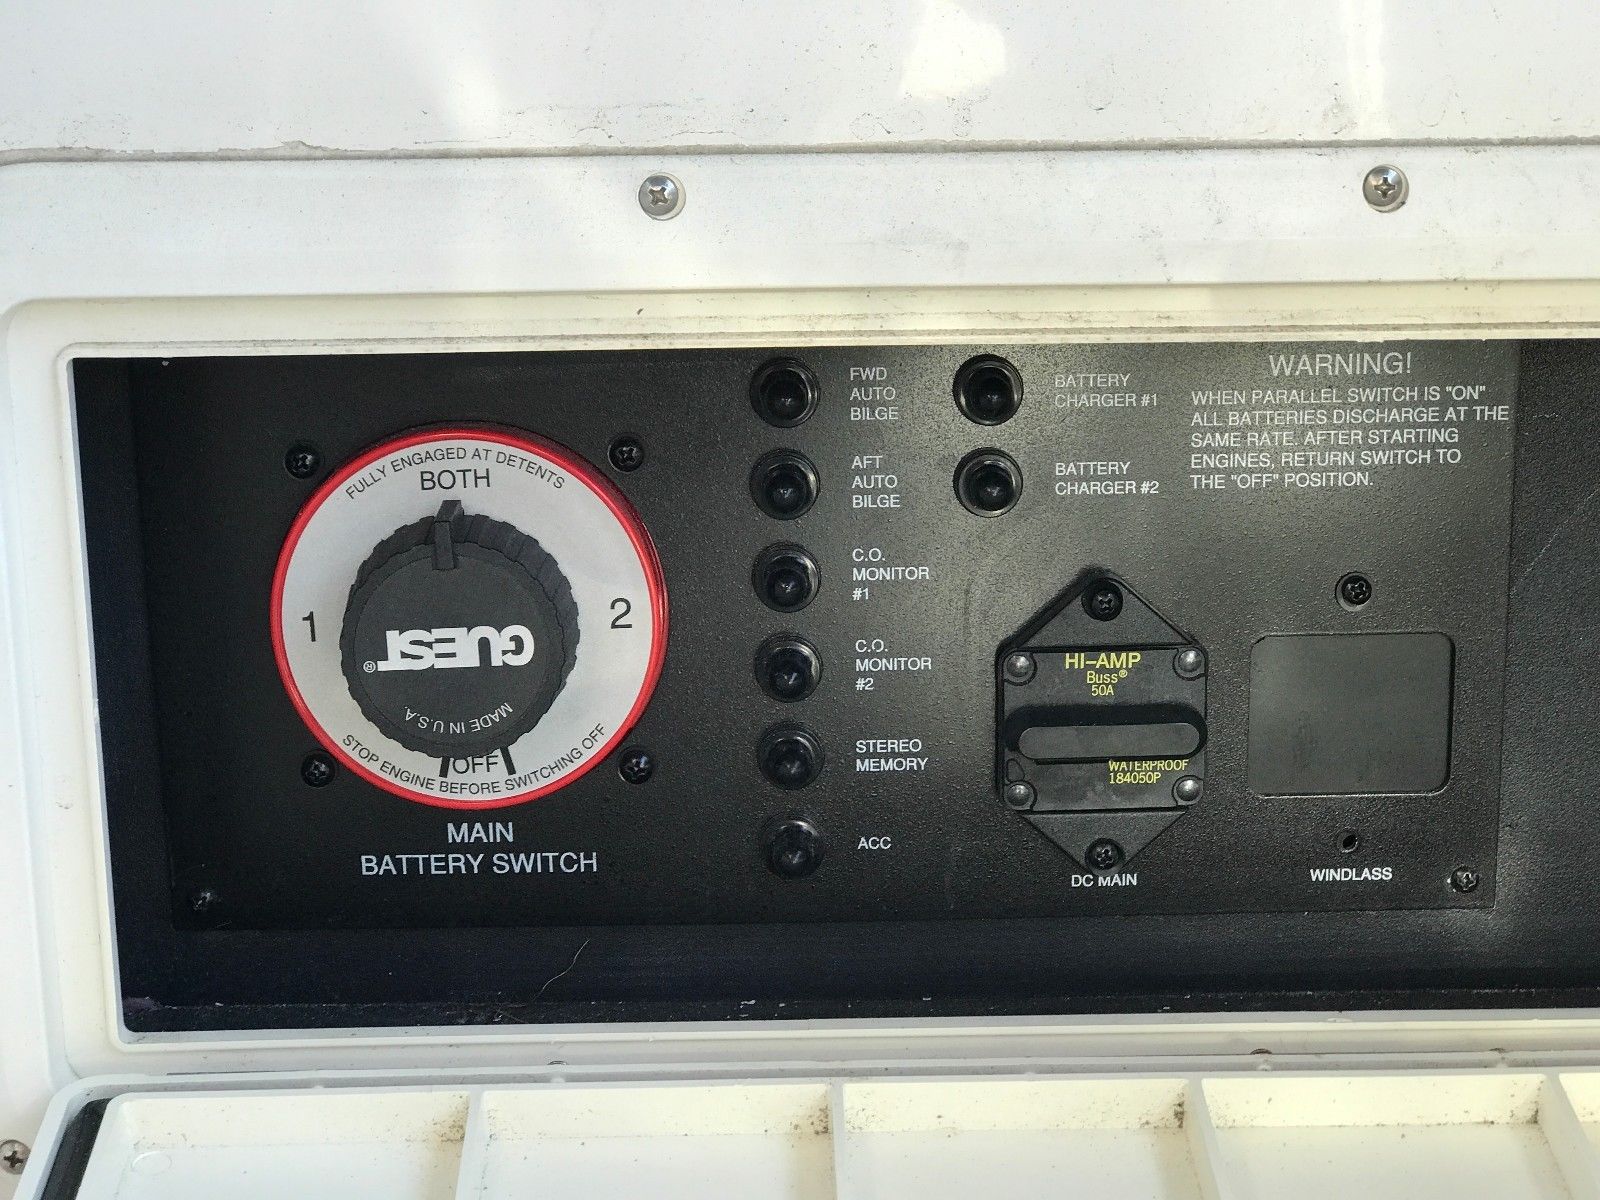 FULLY ENGAGED AT DETENTS
BOTH
1
2
GUEST®
MADE IN U.S.A.
OFF
STOP ENGINE BEFORE SWITCHING OFF
MAIN
BATTERY SWITCH
FWD
AUTO
BILGE
AFT
AUTO
BILGE
C.O.
MONITOR
#1
C.O.
MONITOR
#2
STEREO
MEMORY
ACC
BATTERY
CHARGER #1
BATTERY
CHARGER #2
WARNING!
WHEN PARALLEL SWITCH IS "ON"
ALL BATTERIES DISCHARGE AT THE
SAME RATE. AFTER STARTING
ENGINES, RETURN SWITCH TO
THE "OFF" POSITION.
HI-AMP
Buss®
50A
WATERPROOF
184050P
DC MAIN
WINDLASS